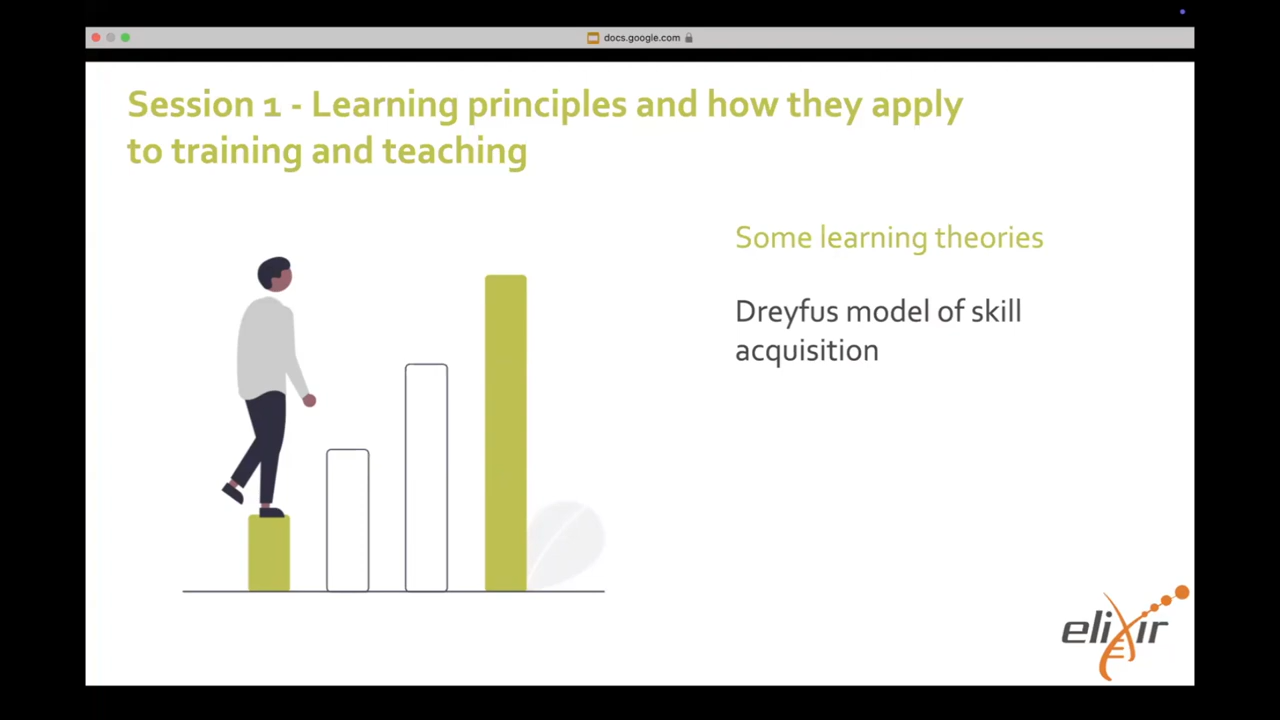 docs.google.com
Session 1 - Learning principles and how they apply
to training and teaching
Some learning theories
Dreyfus model of skill
acquisition
elixir